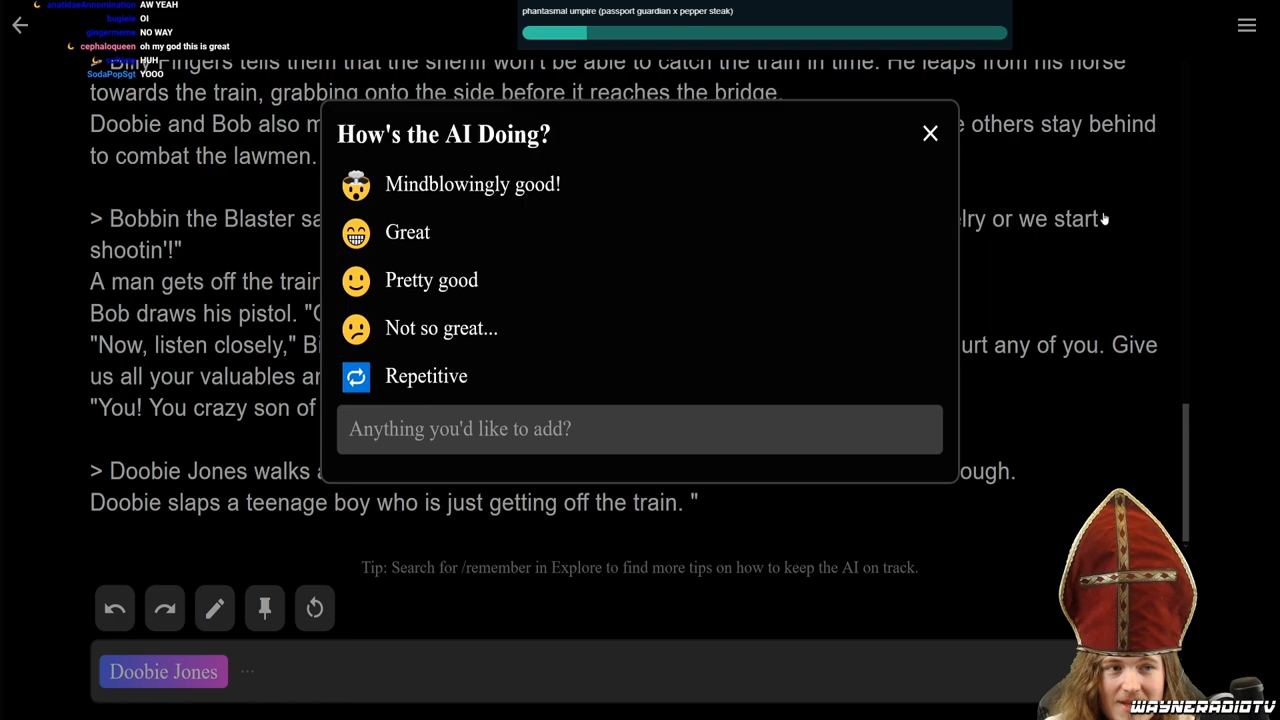 anatidaeAnnomination AW YEAH
bugiele OI
gingermeme NO WAY
cephaloqueen oh my god this is great
HUH
SodaPopSgt YOOO
phantasmal umpire (passport guardian x pepper steak)
Billy Fingers tells them that the sheriff won't be able to catch the train in time. He leaps from his horse
towards the train, grabbing onto the side before it reaches the bridge.
Doobie and Bob also others stay behind
to combat the lawmen.
> Bobbin the Blaster or we start
shootin'!"
A man gets off the train
Bob draws his pistol.
"Now, listen closely," any of you. Give
us all your valuables
"You! You crazy son of
> Doobie Jones walks
Doobie slaps a teenage boy who is just getting off the train. "
How's the AI Doing?
Mindblowingly good!
Great
Pretty good
Not so great...
Repetitive
Anything you'd like to add?
Tip: Search for /remember in Explore to find more tips on how to keep the AI on track.
Doobie Jones ...
WAYNERADIOTV